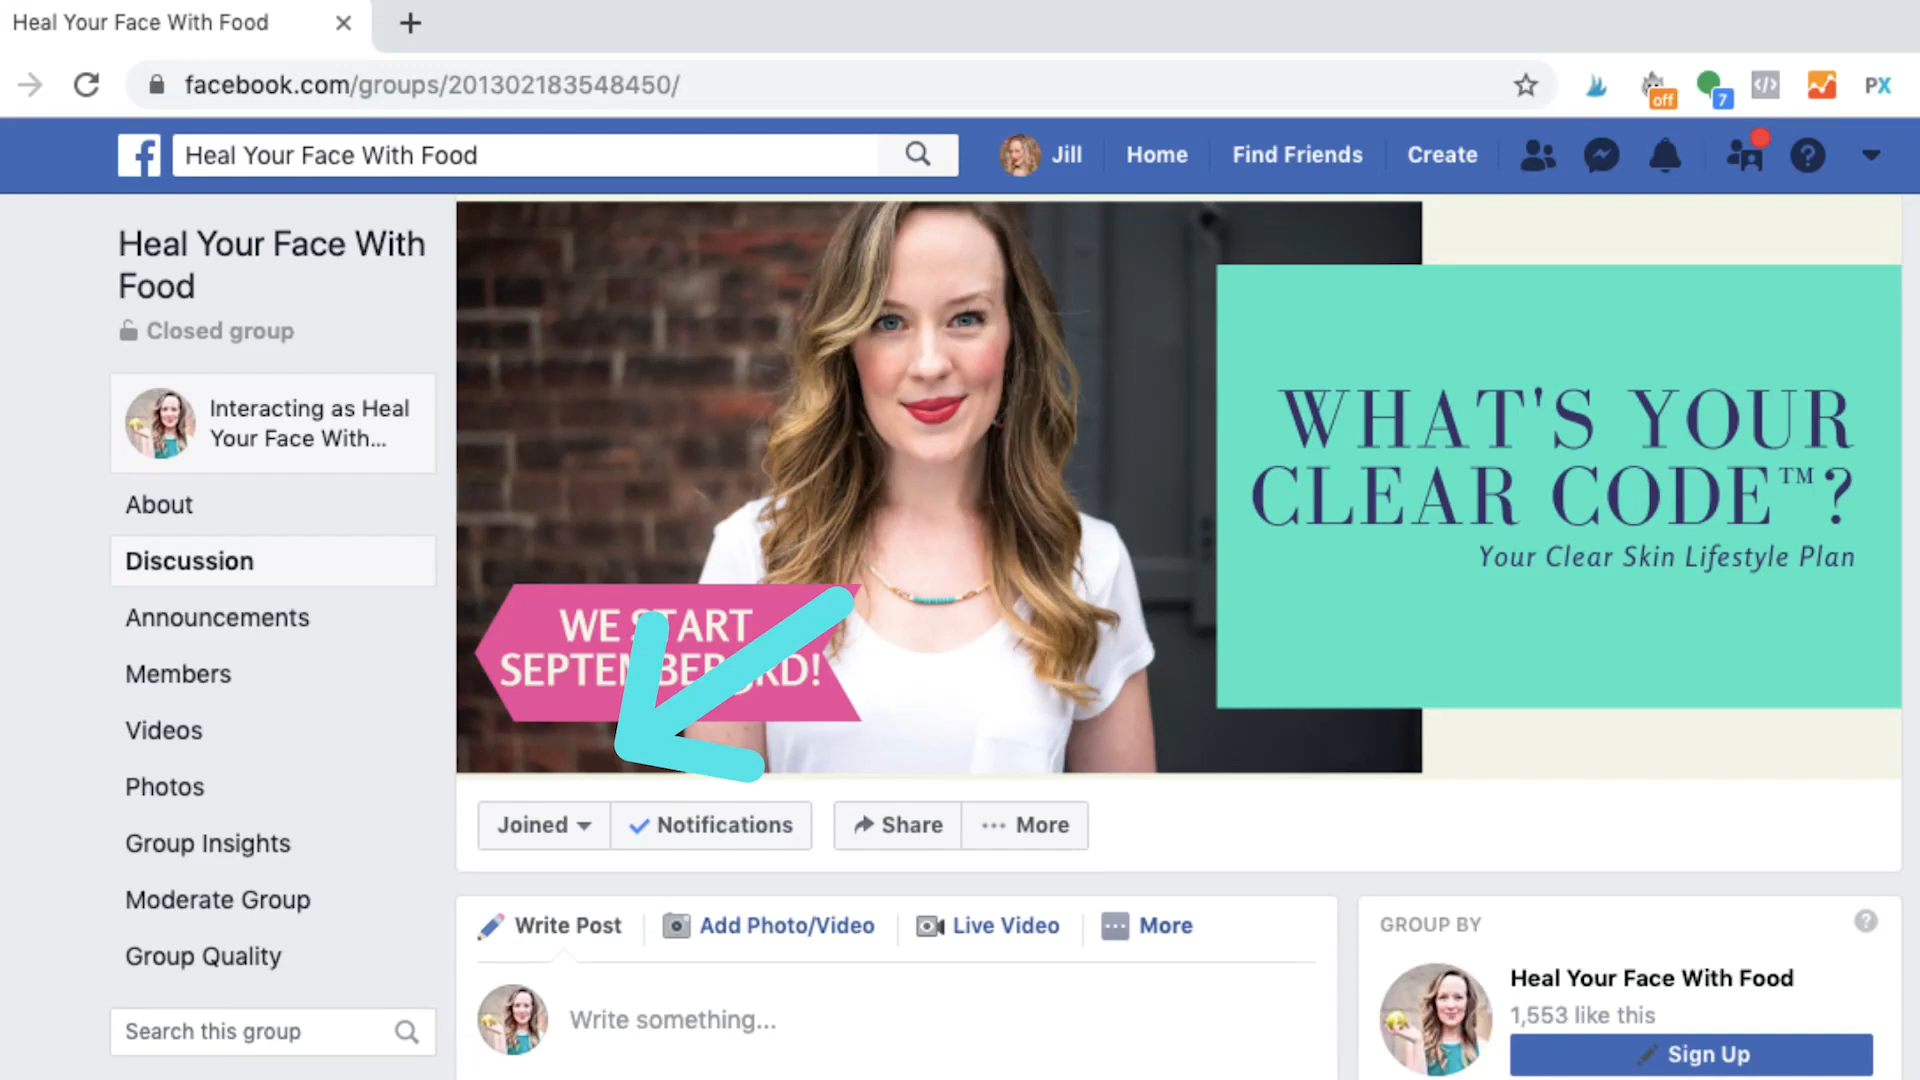 Heal Your Face With Food
facebook.com/groups/201302183548450/
off
7
PX
Heal Your Face With Food
Jill
Home
Find Friends
Create
Heal Your Face With
Food
Closed group
Interacting as Heal
Your Face With...
About
Discussion
Announcements
Members
Videos
Photos
Group Insights
Moderate Group
Group Quality
Search this group
WE START
WHAT'S YOUR
CLEAR CODE™?
Your Clear Skin Lifestyle Plan
Joined
Notifications
Share
More
Write Post
Add Photo/Video
Live Video
More
Write something...
GROUP BY
Heal Your Face With Food
1,553 like this
Sign Up